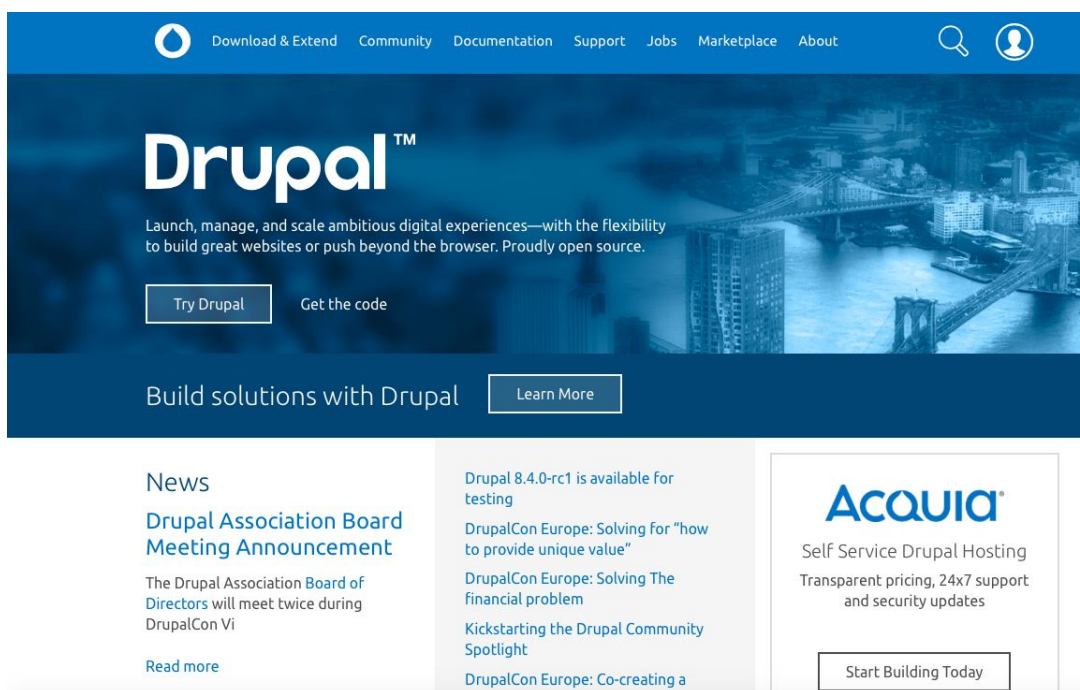 Download & Extend Community Documentation Support Jobs Marketplace About
Drupal™
Launch, manage, and scale ambitious digital experiences—with the flexibility
to build great websites or push beyond the browser. Proudly open source.
Try Drupal Get the code
Build solutions with Drupal Learn More
News
Drupal Association Board
Meeting Announcement
The Drupal Association Board of
Directors will meet twice during
DrupalCon Vi
Read more
Drupal 8.4.0-rc1 is available for
testing
DrupalCon Europe: Solving for “how
to provide unique value”
DrupalCon Europe: Solving The
financial problem
Kickstarting the Drupal Community
Spotlight
DrupalCon Europe: Co-creating a
ACQUIA®
Self Service Drupal Hosting
Transparent pricing, 24x7 support
and security updates
Start Building Today